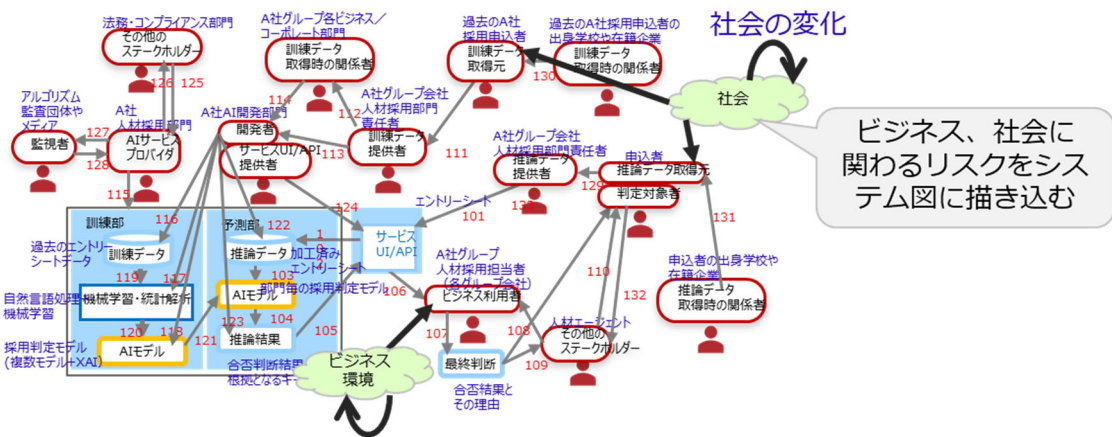 社会の変化
法務・コンプライアンス部門
その他の
ステークホルダー
126
125
A社グループ各ビジネス／
コーポレート部門
訓練データ
取得時の関係者
過去のA社
採用申込者
訓練データ
取得元
過去のA社採用申込者の
出身学校や在籍企業
訓練データ
取得時の関係者
130
社会
ビジネス、社会に
関わるリスクをシス
テム図に描き込む
アルゴリズム
監査団体や
メディア
監視者
127
128
A社
人材採用部門
AIサービス
プロバイダ
115
A社AI開発部門
開発者
サービスUI/API
提供者
114
112
113
A社グループ会社
人材採用部門
責任者
訓練データ
提供者
111
A社グループ会社
人材採用部門責任者
推論データ
提供者
129
申込者
推論データ取得元
判定対象者
131
エントリーシート
101
124
訓練部
116
過去のエントリー
シートデータ
訓練データ
119
117
自然言語処理
機械学習
機械学習・統計解析
120
118
採用判定モデル
(複数モデル+XAI)
AIモデル
121
予測部
122
推論データ
加工済み
エントリーシート
103
部門毎の採用判定モデル
AIモデル
123
104
推論結果
105
合否判断結果
根拠となるキー
サービス
UI/API
106
A社グループ
人材採用担当者
(各グループ会社)
ビジネス利用者
107
108
109
110
132
最終判断
合否結果と
その理由
人材エージェント
その他の
ステークホルダー
申込者の出身学校や
在籍企業
推論データ
取得時の関係者
ビジネス
環境